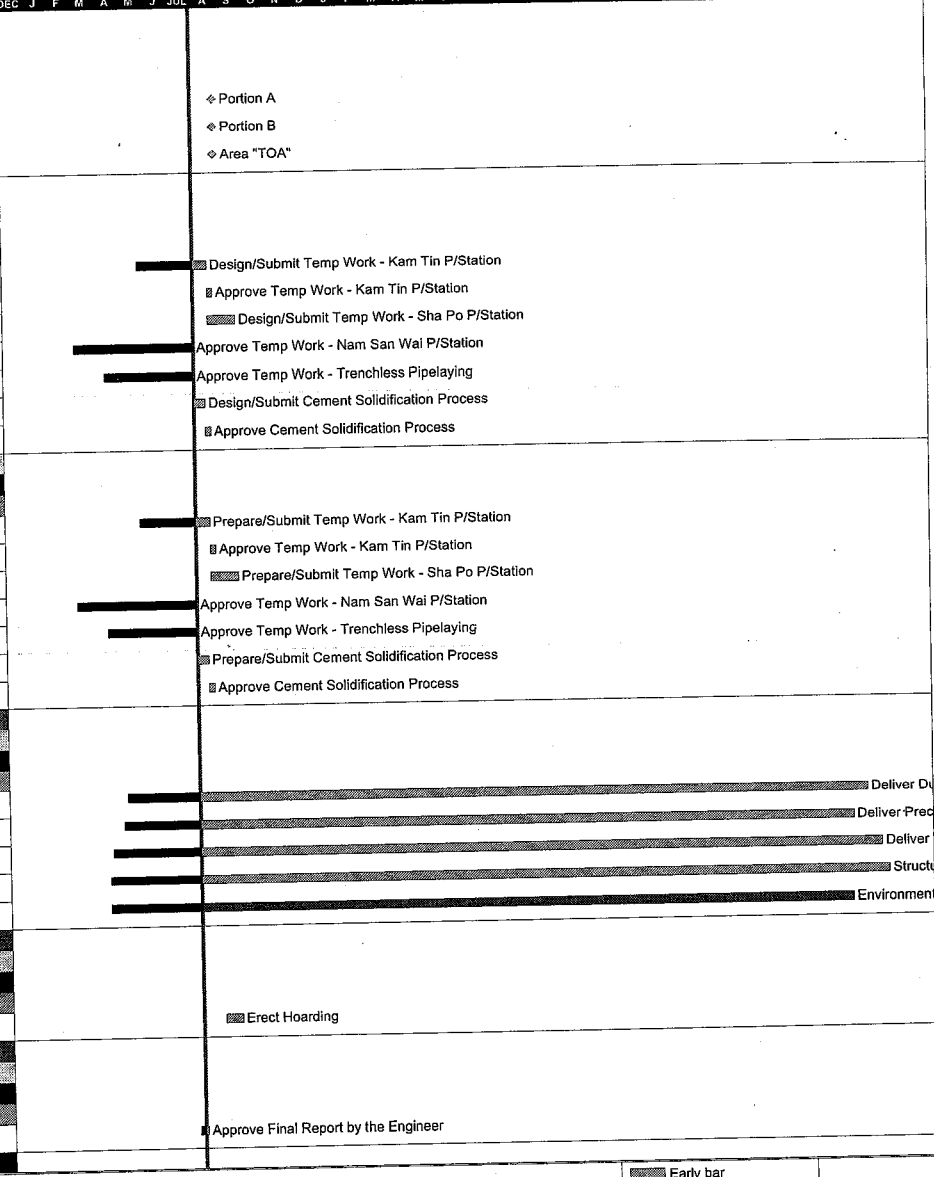 DEC J F M A M J JUL A S O N D
Portion A
Portion B
Area "TOA"
Design/Submit Temp Work - Kam Tin P/Station
Approve Temp Work - Kam Tin P/Station
Design/Submit Temp Work - Sha Po P/Station
Approve Temp Work - Nam San Wai P/Station
Approve Temp Work - Trenchless Pipelaying
Design/Submit Cement Solidification Process
Approve Cement Solidification Process
Prepare/Submit Temp Work - Kam Tin P/Station
Approve Temp Work - Kam Tin P/Station
Prepare/Submit Temp Work - Sha Po P/Station
Approve Temp Work - Nam San Wai P/Station
Approve Temp Work - Trenchless Pipelaying
Prepare/Submit Cement Solidification Process
Approve Cement Solidification Process
Deliver Du
Deliver Prec
Deliver
Structu
Environment
Erect Hoarding
Approve Final Report by the Engineer
Early bar